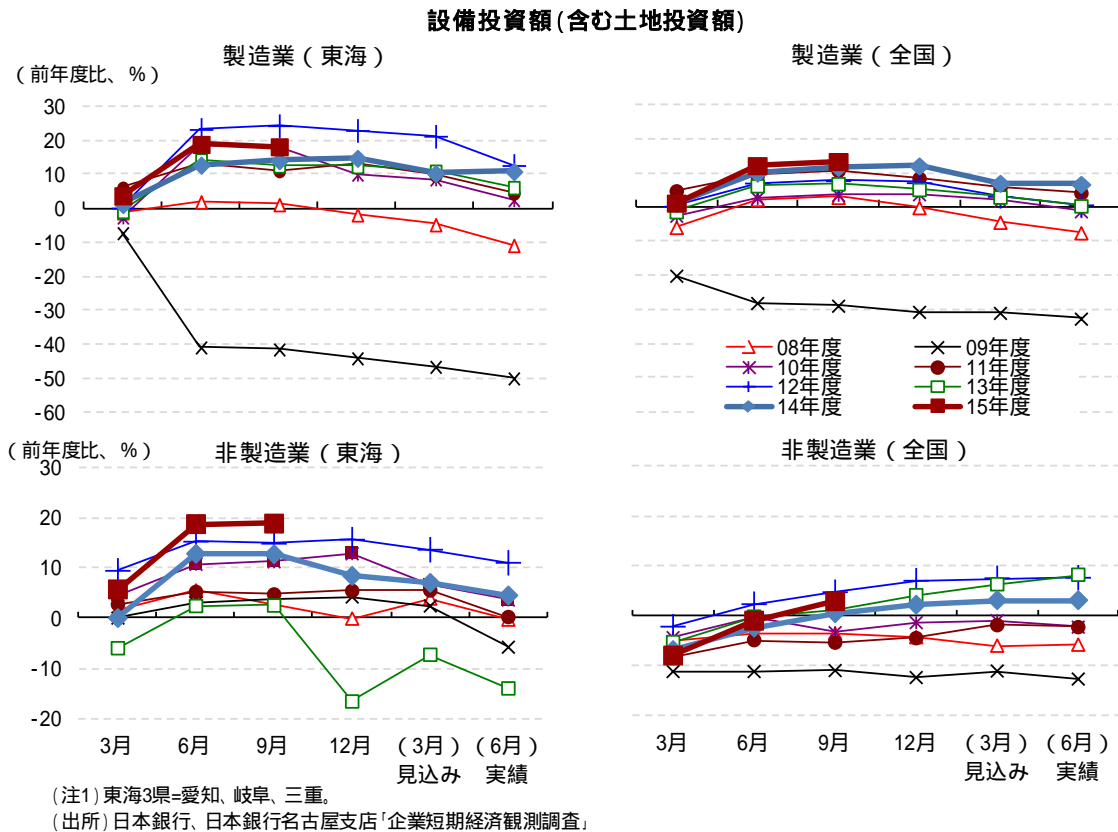 設備投資額(含む土地投資額)
製造業（東海）
製造業（全国）
（前年度比、％）
30
20
10
0
-10
-20
-30
-40
-50
-60
08年度
09年度
10年度
11年度
12年度
13年度
14年度
15年度
（前年度比、％）
非製造業（東海）
非製造業（全国）
30
20
10
0
-10
-20
3月 6月 9月 12月 （3月） （6月）
見込み 実績
3月 6月 9月 12月 （3月） （6月）
見込み 実績
(注1)東海3県=愛知、岐阜、三重。
(出所)日本銀行、日本銀行名古屋支店｢企業短期経済観測調査｣